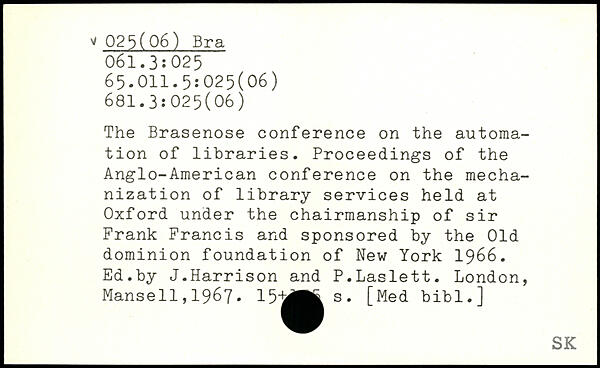 v 025(06) Bra
061.3:025
65.011.5:025(06)
681.3:025(06)
The Brasenose conference on the automa-
tion of libraries. Proceedings of the
Anglo-American conference on the mecha-
nization of library services held at
Oxford under the chairmanship of sir
Frank Francis and sponsored by the Old
dominion foundation of New York 1966.
Ed.by J.Harrison and P.Laslett. London,
Mansell,1967. s. [Med bibl.]
SK